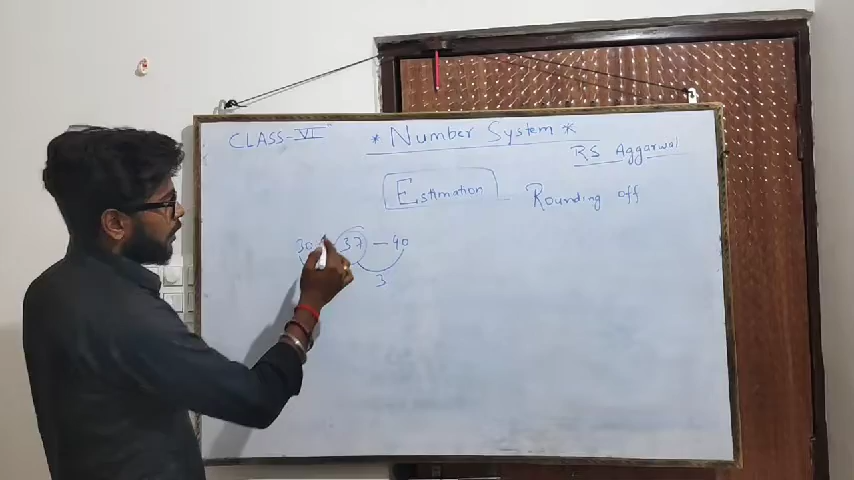 CLASS-VI * Number System *
RS Aggarwal
Estimation - Rounding off
30 37 - 40
3